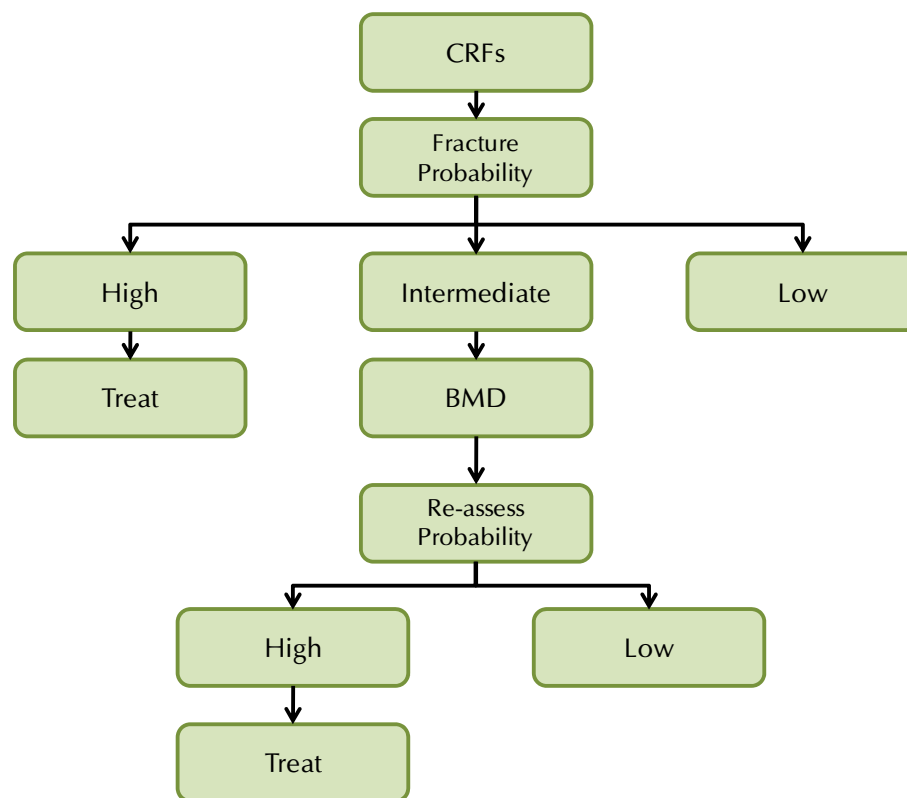 CRFs
Fracture
Probability
High
Intermediate
Low
Treat
BMD
Re-assess
Probability
High
Low
Treat